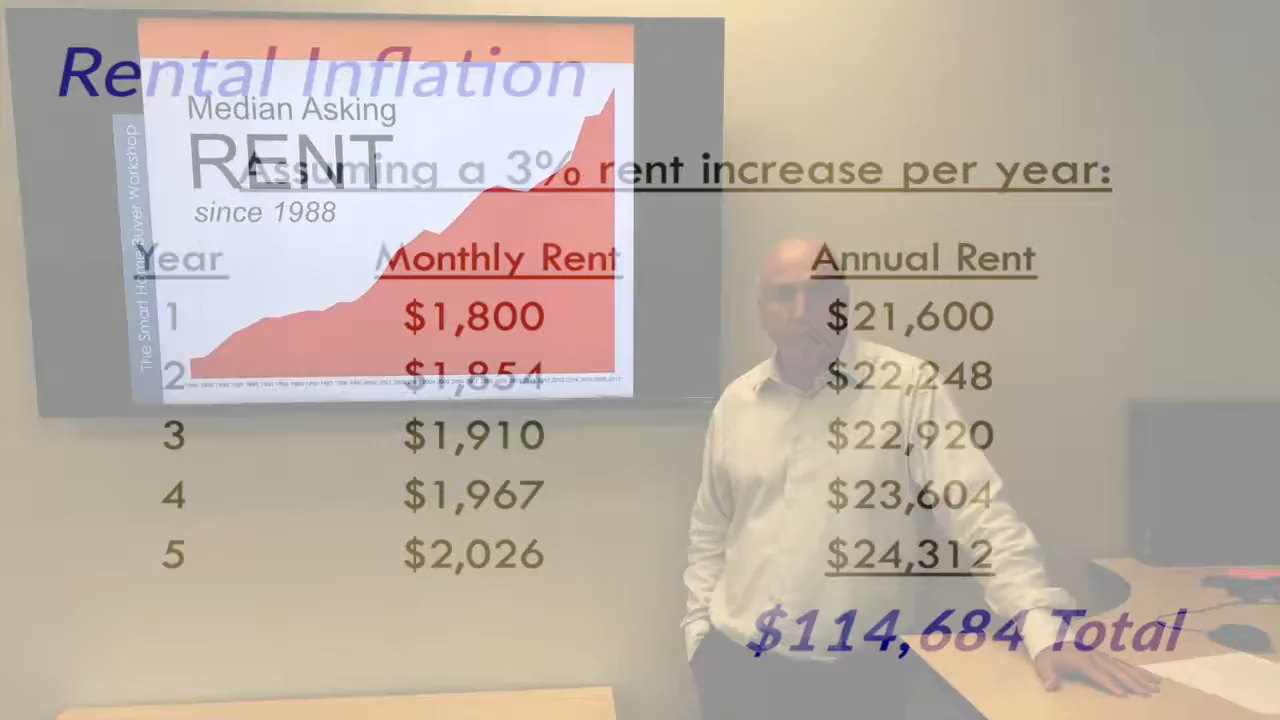 Rental Inflation
Median Asking
RENT
since 1988
The Smart Home Buyer Workshop
Assuming a 3% rent increase per year:
Year Monthly Rent Annual Rent
1 $1,800 $21,600
2 $1,854 $22,248
3 $1,910 $22,920
4 $1,967 $23,604
5 $2,026 $24,312
$114,684 Total